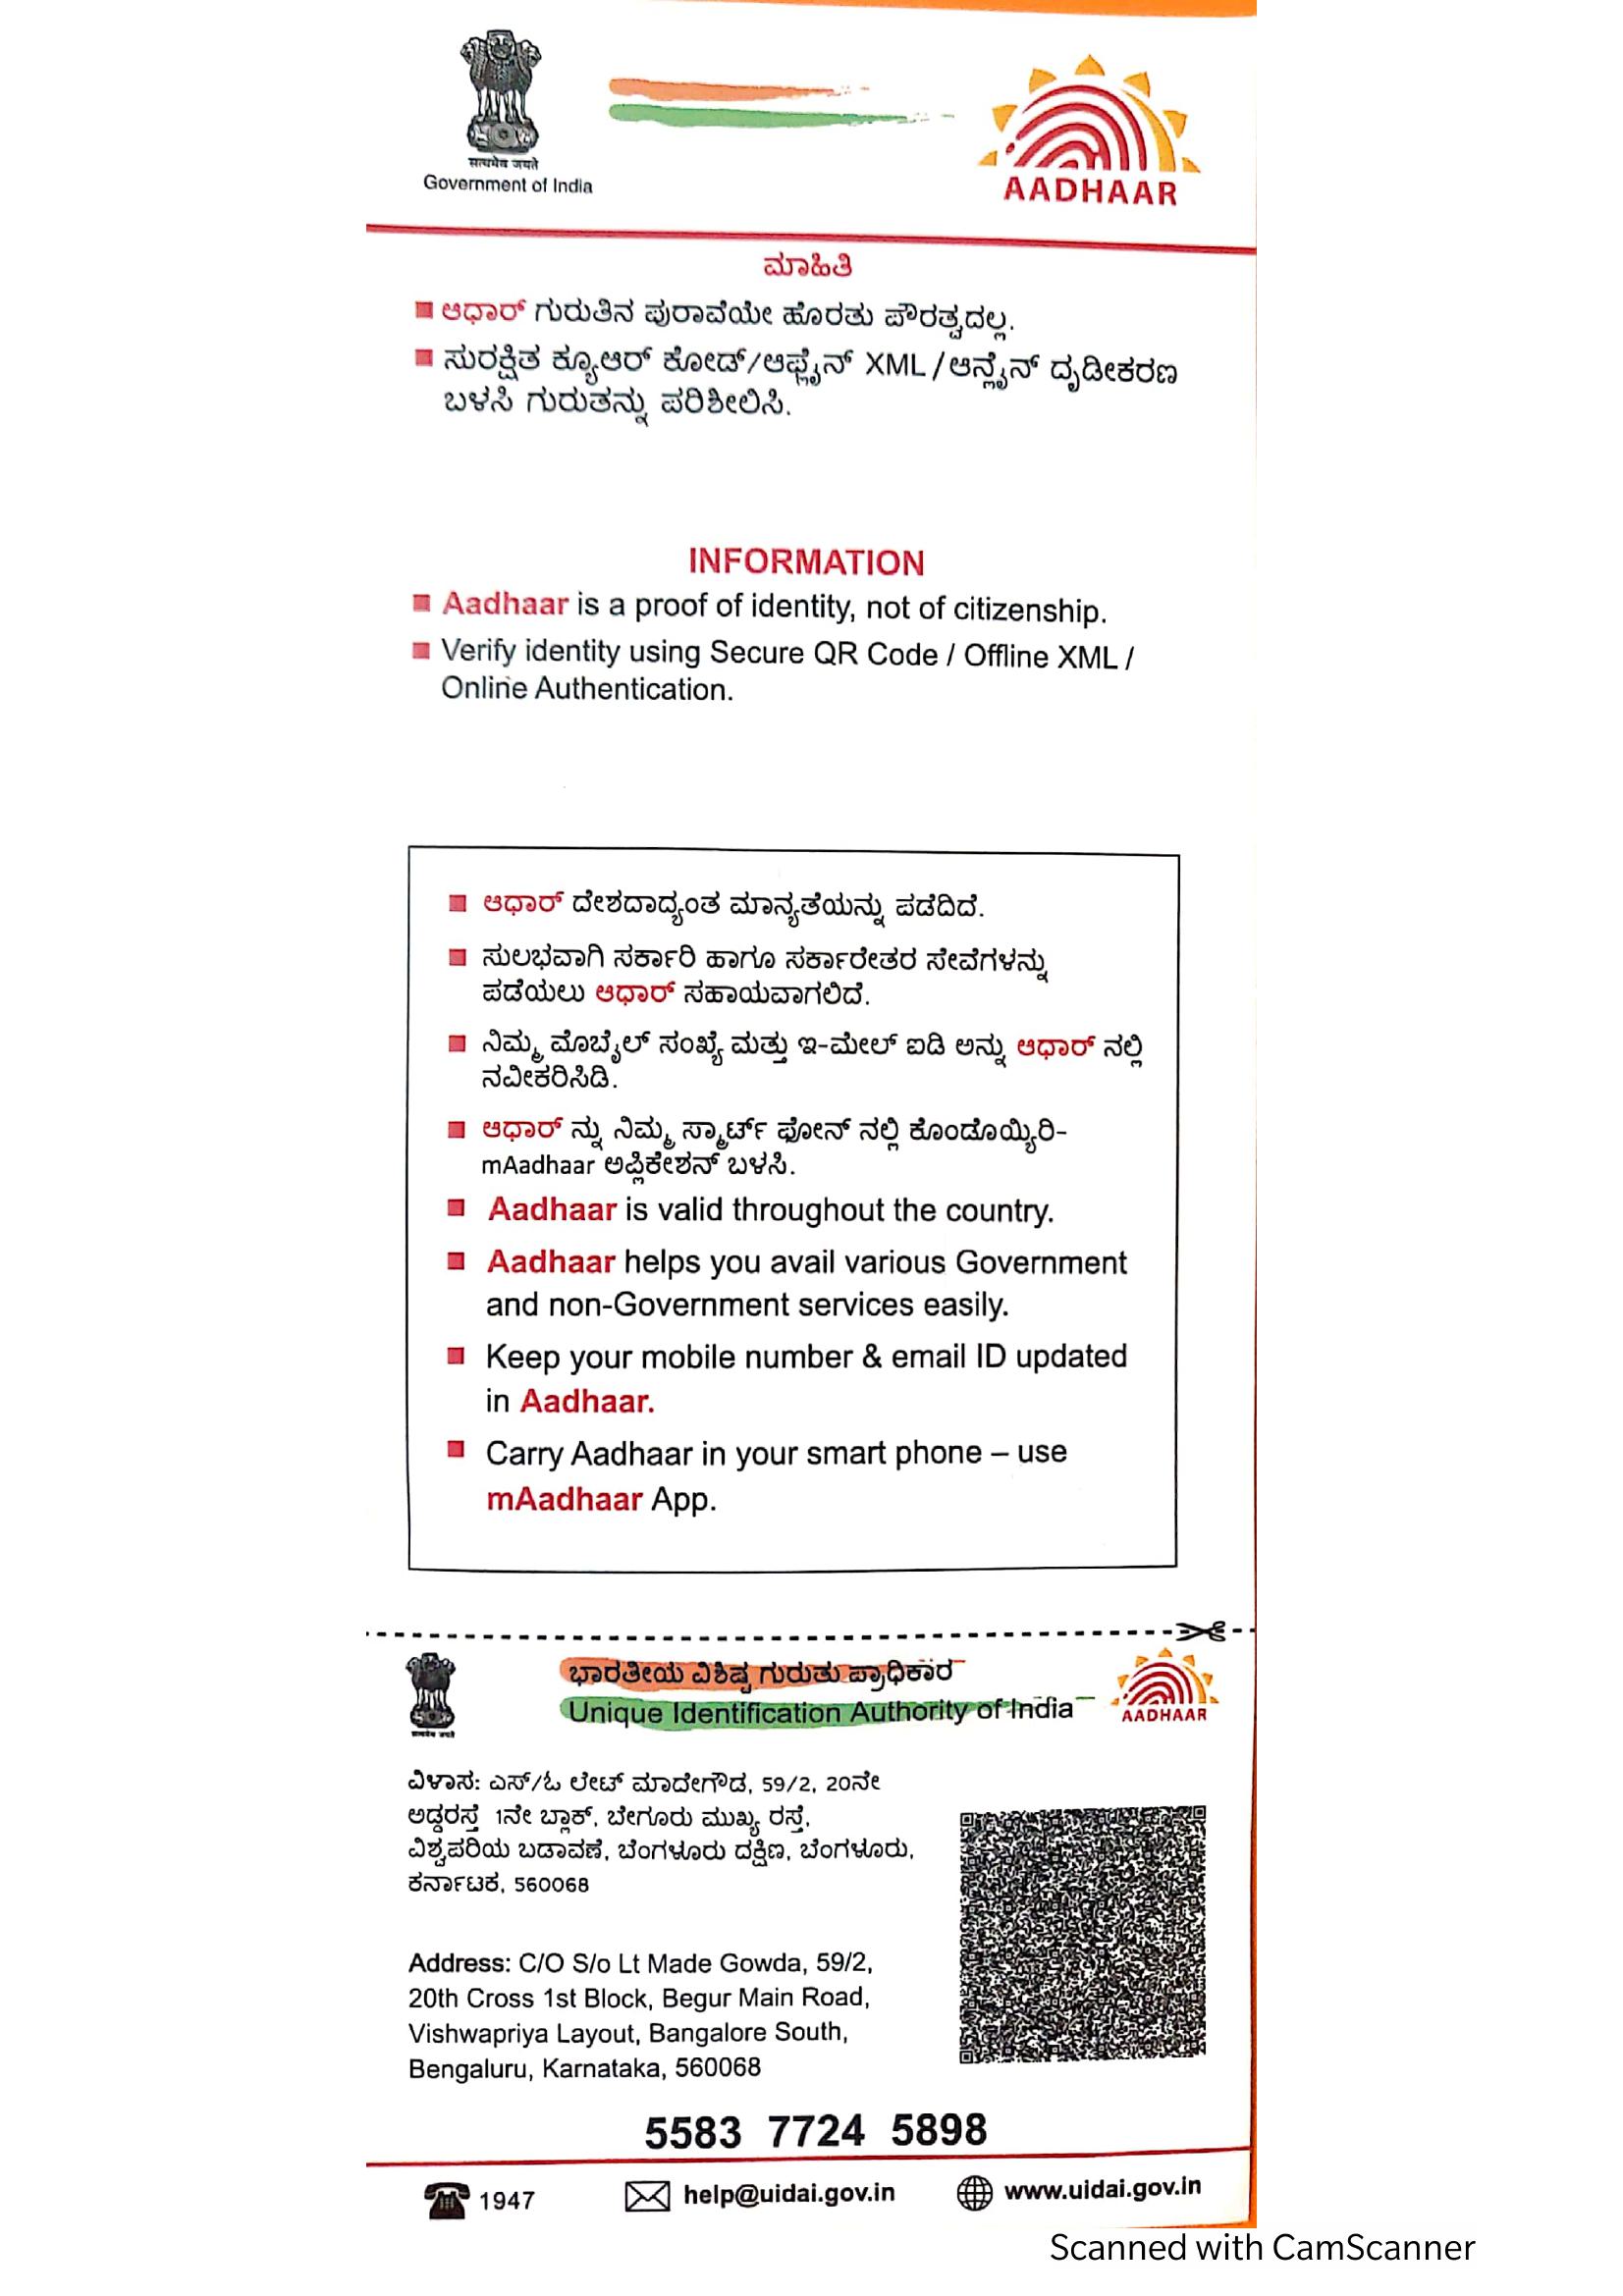 सत्यमेव जयते
Government of India
AADHAAR
ಮಾಹಿತಿ
ಆಧಾರ್ ಗುರುತಿನ ಪುರಾವೆಯೇ ಹೊರತು ಪೌರತ್ವದಲ್ಲ.
ಸುರಕ್ಷಿತ ಕ್ಯೂಆರ್ ಕೋಡ್/ಆಫ್ಲೈನ್ XML / ಆನ್ಲೈನ್ ದೃಡೀಕರಣ
ಬಳಸಿ ಗುರುತನ್ನು ಪರಿಶೀಲಿಸಿ.
INFORMATION
Aadhaar is a proof of identity, not of citizenship.
Verify identity using Secure QR Code / Offline XML /
Online Authentication.
ಆಧಾರ್ ದೇಶದಾದ್ಯಂತ ಮಾನ್ಯತೆಯನ್ನು ಪಡೆದಿದೆ.
ಸುಲಭವಾಗಿ ಸರ್ಕಾರಿ ಹಾಗೂ ಸರ್ಕಾರೇತರ ಸೇವೆಗಳನ್ನು
ಪಡೆಯಲು ಆಧಾರ್ ಸಹಾಯವಾಗಲಿದೆ.
ನಿಮ್ಮ ಮೊಬೈಲ್ ಸಂಖ್ಯೆ ಮತ್ತು ಇ-ಮೇಲ್ ಐಡಿ ಅನ್ನು ಆಧಾರ್ ನಲ್ಲಿ
ನವೀಕರಿಸಿಡಿ.
ಆಧಾರ್ ನ್ನು ನಿಮ್ಮ ಸ್ಮಾರ್ಟ್ ಫೋನ್ ನಲ್ಲಿ ಕೊಂಡೊಯ್ಯಿರಿ-
mAadhaar ಅಪ್ಲಿಕೇಶನ್ ಬಳಸಿ.
Aadhaar is valid throughout the country.
Aadhaar helps you avail various Government
and non-Government services easily.
Keep your mobile number & email ID updated
in Aadhaar.
Carry Aadhaar in your smart phone – use
mAadhaar App.
ಭಾರತೀಯ ವಿಶಿಷ್ಟ ಗುರುತು ಪ್ರಾಧಿಕಾರ
Unique Identification Authority of India
AADHAAR
ವಿಳಾಸ: ಎಸ್/ಓ ಲೇಟ್ ಮಾದೇಗೌಡ, 59/2, 20ನೇ
ಅಡ್ಡರಸ್ತೆ 1ನೇ ಬ್ಲಾಕ್, ಬೇಗೂರು ಮುಖ್ಯ ರಸ್ತೆ,
ವಿಶ್ವಪರಿಯ ಬಡಾವಣೆ, ಬೆಂಗಳೂರು ದಕ್ಷಿಣ, ಬೆಂಗಳೂರು,
ಕರ್ನಾಟಕ, 560068
Address: C/O S/o Lt Made Gowda, 59/2,
20th Cross 1st Block, Begur Main Road,
Vishwapriya Layout, Bangalore South,
Bengaluru, Karnataka, 560068
5583 7724 5898
1947
help@uidai.gov.in
www.uidai.gov.in
Scanned with CamScanner